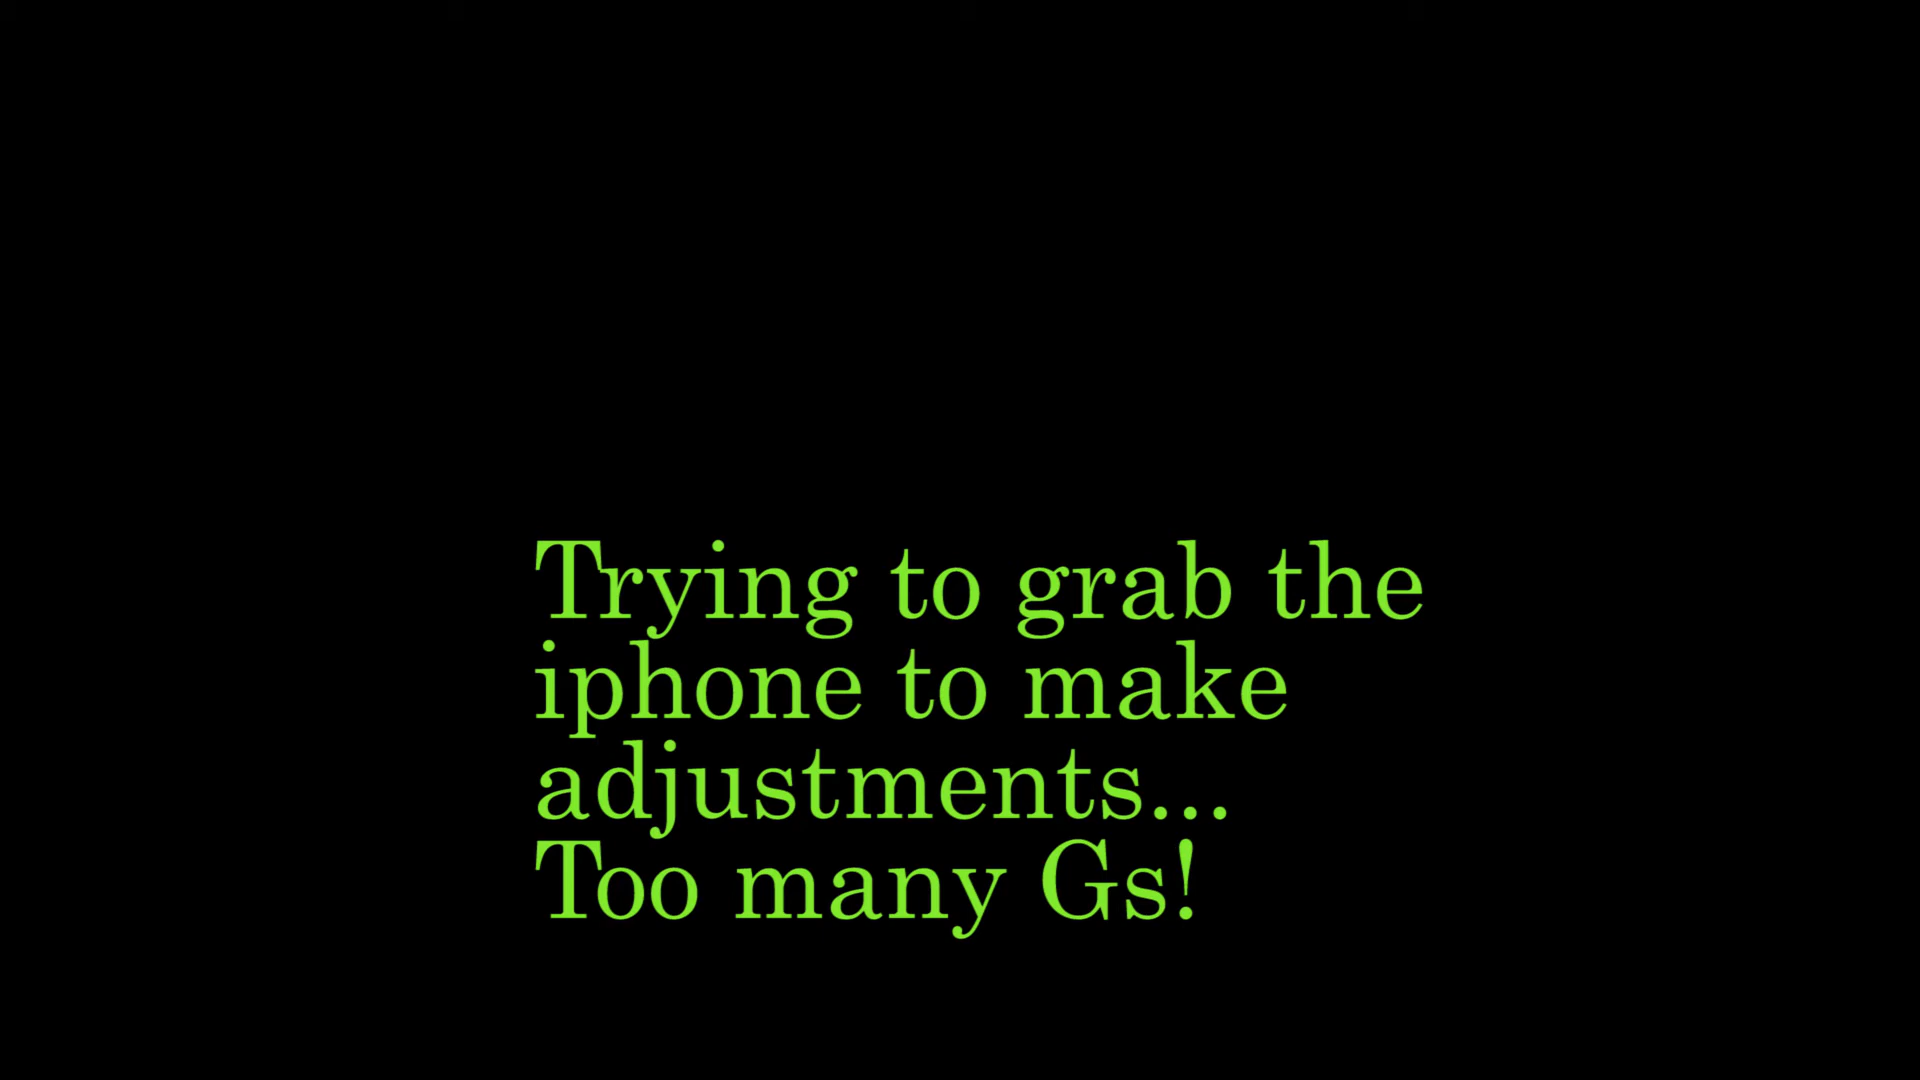 Trying to grab the
iphone to make
adjustments...
Too many Gs!